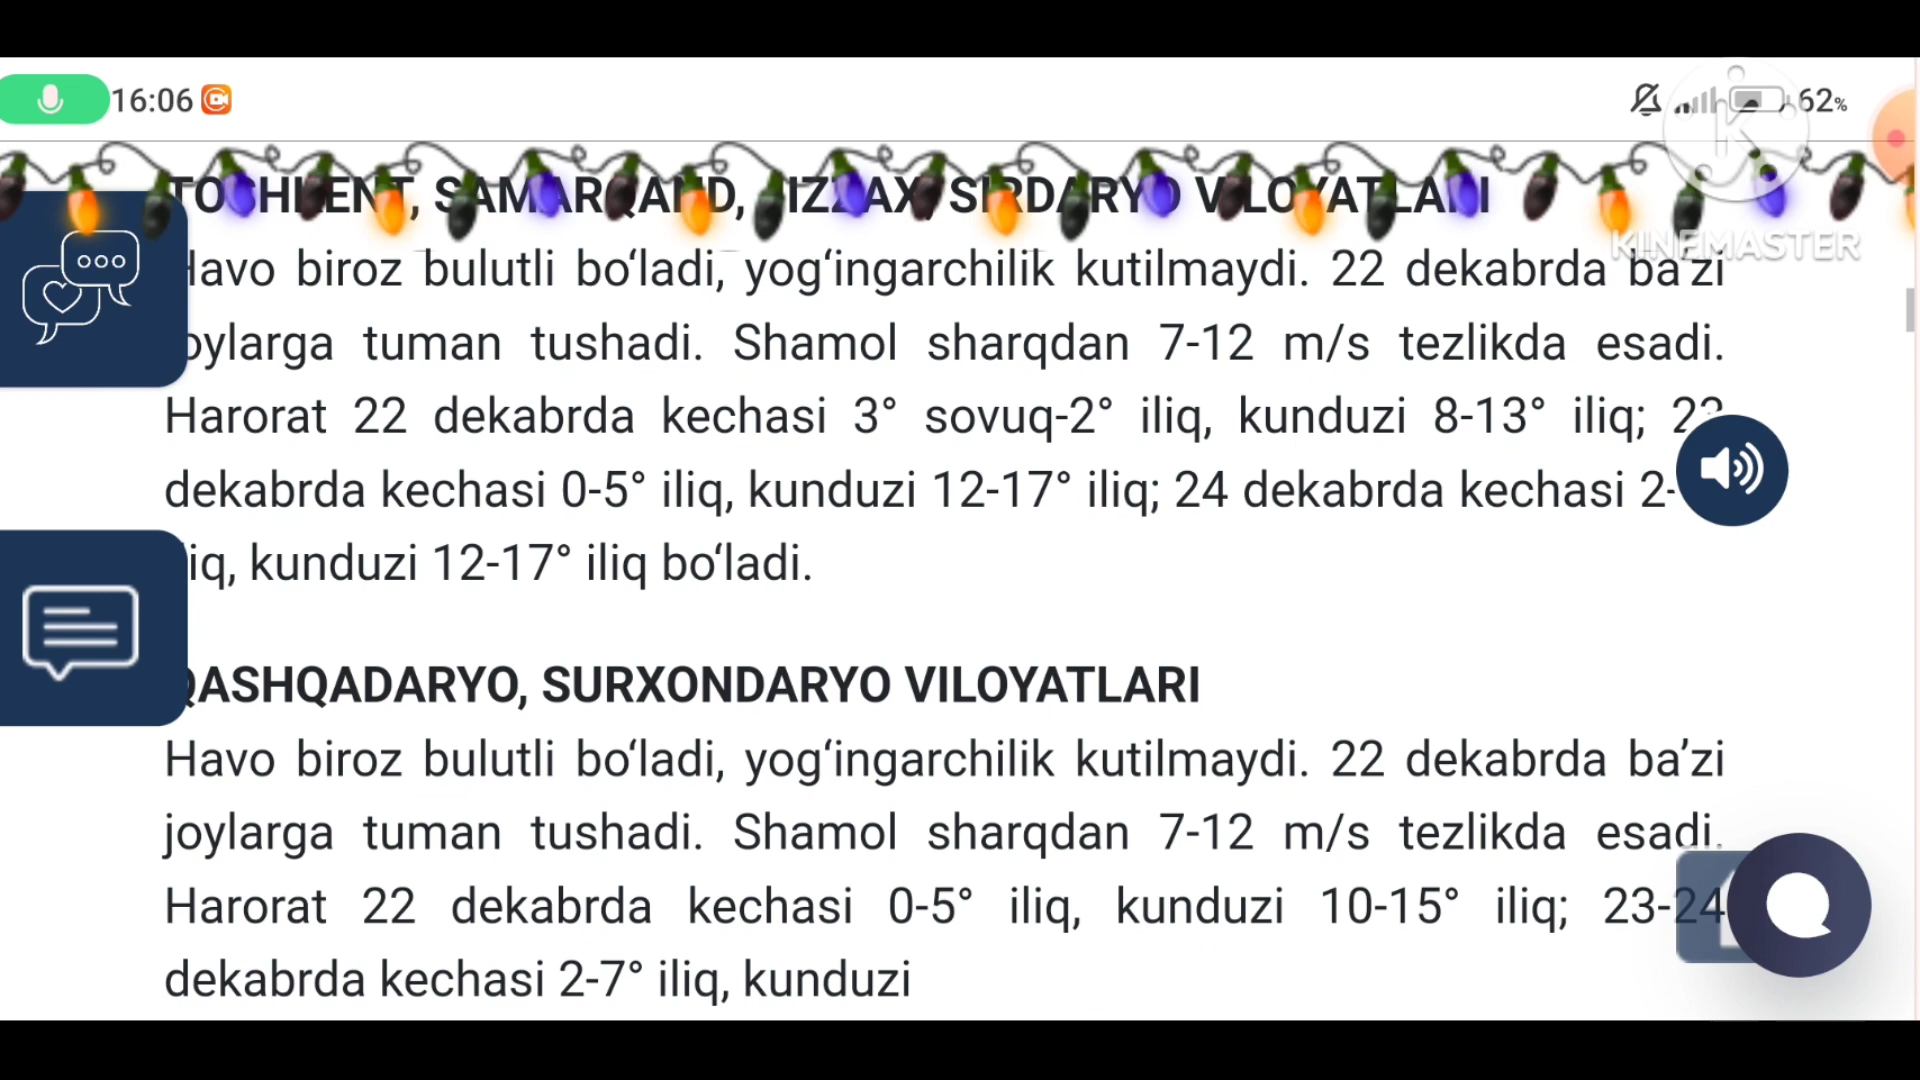 16:06 62%
TOSHKENT, SAMARQAND, JIZZAX, SIRDARYO VILOYATLARI
KINEMASTER
Havo biroz bulutli bo‘ladi, yog‘ingarchilik kutilmaydi. 22 dekabrda ba’zi
joylarga tuman tushadi. Shamol sharqdan 7-12 m/s tezlikda esadi.
Harorat 22 dekabrda kechasi 3° sovuq-2° iliq, kunduzi 8-13° iliq; 23
dekabrda kechasi 0-5° iliq, kunduzi 12-17° iliq; 24 dekabrda kechasi 2-
iliq, kunduzi 12-17° iliq bo‘ladi.
QASHQADARYO, SURXONDARYO VILOYATLARI
Havo biroz bulutli bo‘ladi, yog‘ingarchilik kutilmaydi. 22 dekabrda ba’zi
joylarga tuman tushadi. Shamol sharqdan 7-12 m/s tezlikda esadi.
Harorat 22 dekabrda kechasi 0-5° iliq, kunduzi 10-15° iliq; 23-24
dekabrda kechasi 2-7° iliq, kunduzi